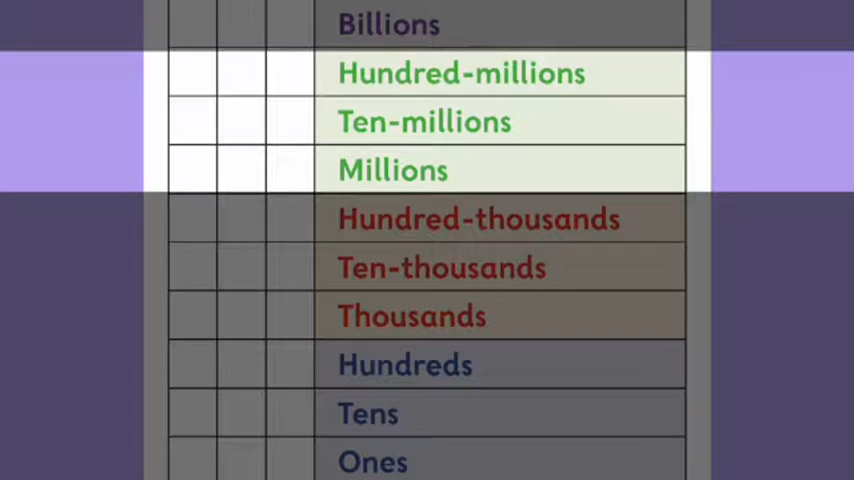 Billions
Hundred-millions
Ten-millions
Millions
Hundred-thousands
Ten-thousands
Thousands
Hundreds
Tens
Ones